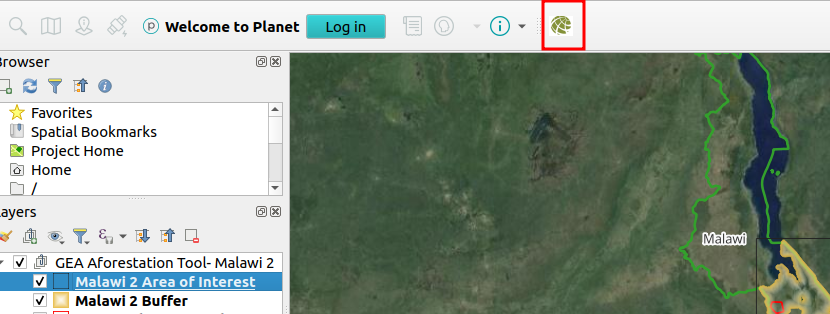 Welcome to Planet
Log in
Browser
Favorites
Spatial Bookmarks
Project Home
Home
/
Layers
GEA Aforestation Tool- Malawi 2
Malawi 2 Area of Interest
Malawi 2 Buffer
Malawi